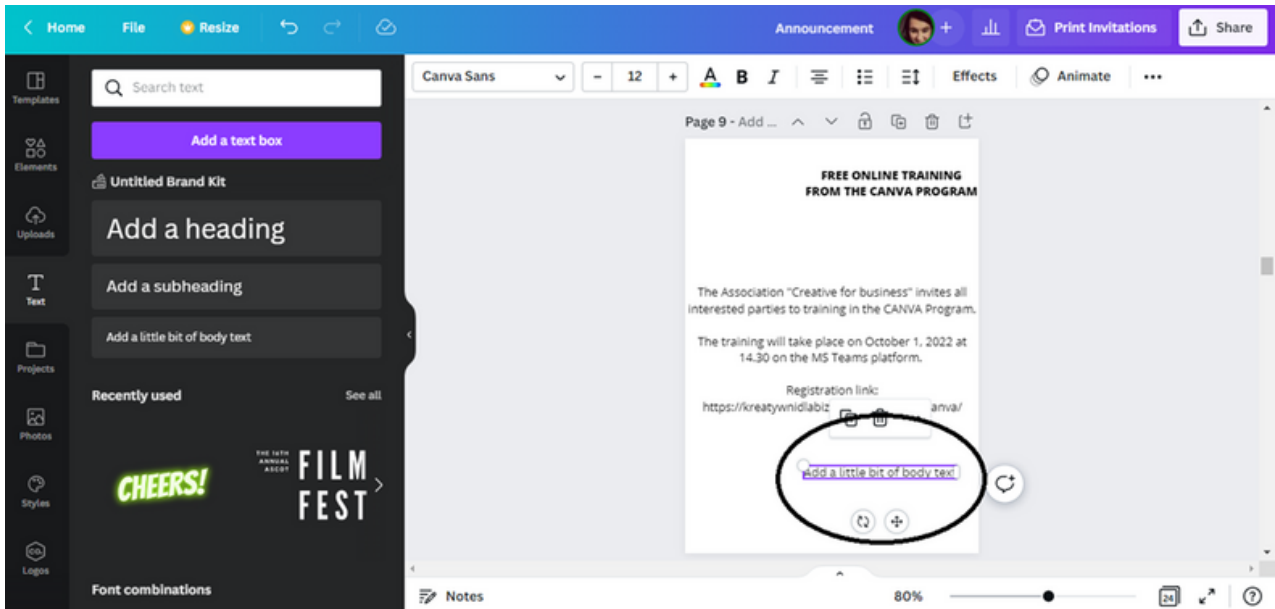 Home File Resize Announcement Print Invitations Share
Templates
Elements
Uploads
Text
Projects
Photos
Styles
Logos
Search text
Add a text box
Untitled Brand Kit
Add a heading
Add a subheading
Add a little bit of body text
Recently used See all
CHEERS!
THE 14TH
ANNUAL
ASCOT
FILM
FEST
Font combinations
Canva Sans – 12 + A B I Effects Animate •••
Page 9 - Add ...
FREE ONLINE TRAINING
FROM THE CANVA PROGRAM
The Association "Creative for business" invites all
interested parties to training in the CANVA Program.
The training will take place on October 1, 2022 at
14.30 on the MS Teams platform.
Registration link:
https://kreatywnidlabiz anva/
Add a little bit of body text
Notes 80% 24